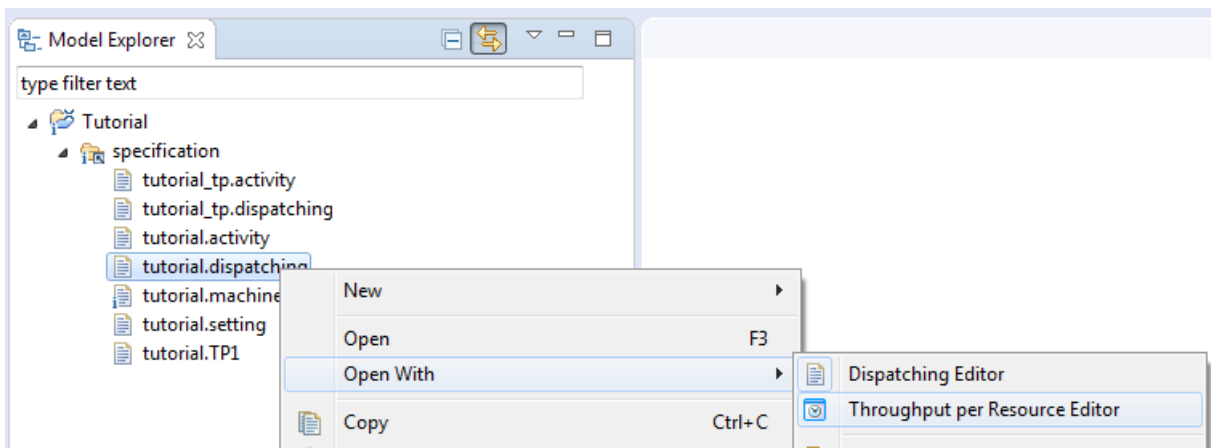 Model Explorer
type filter text
Tutorial
specification
tutorial_tp.activity
tutorial_tp.dispatching
tutorial.activity
tutorial.dispatching
tutorial.machine
tutorial.setting
tutorial.TP1
New
Open F3
Open With
Copy Ctrl+C
Dispatching Editor
Throughput per Resource Editor